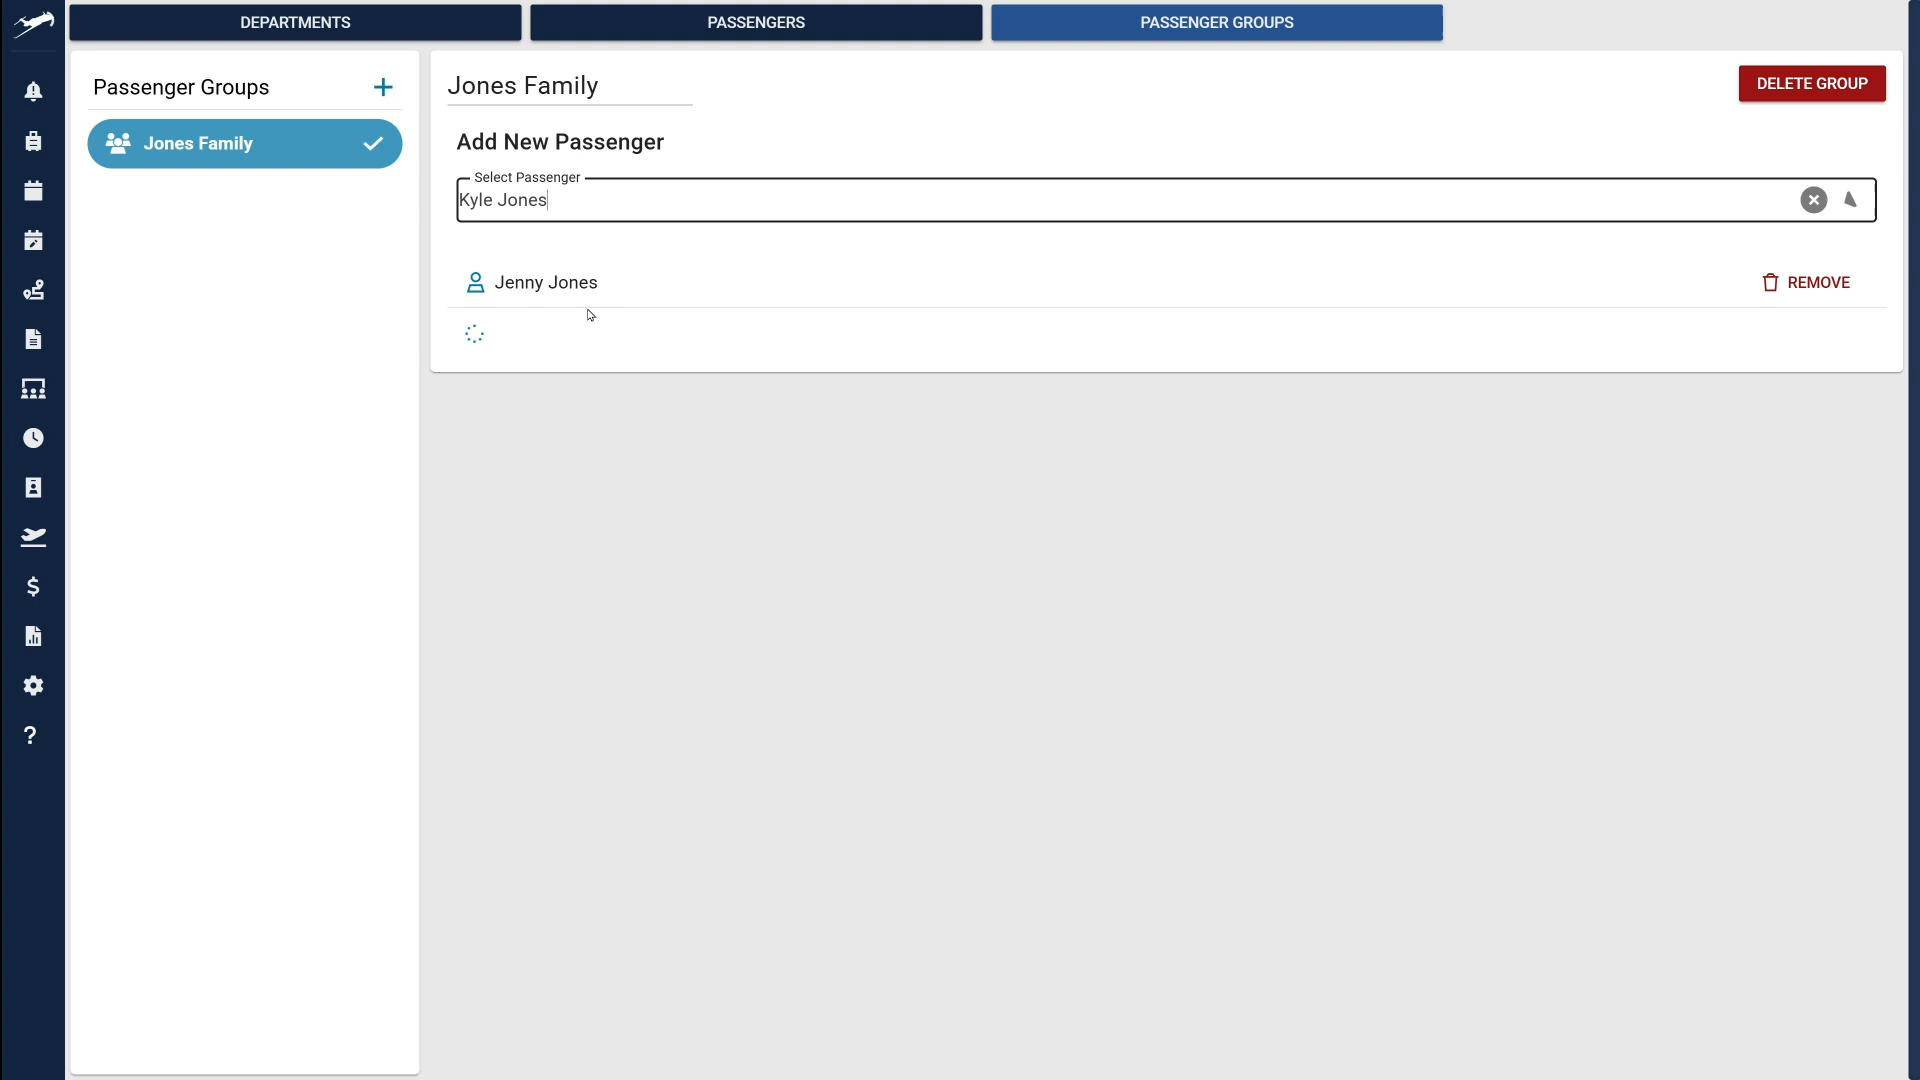 DEPARTMENTS
PASSENGERS
PASSENGER GROUPS
Passenger Groups
Jones Family
Jones Family
DELETE GROUP
Add New Passenger
Select Passenger
Kyle Jones
Jenny Jones
REMOVE